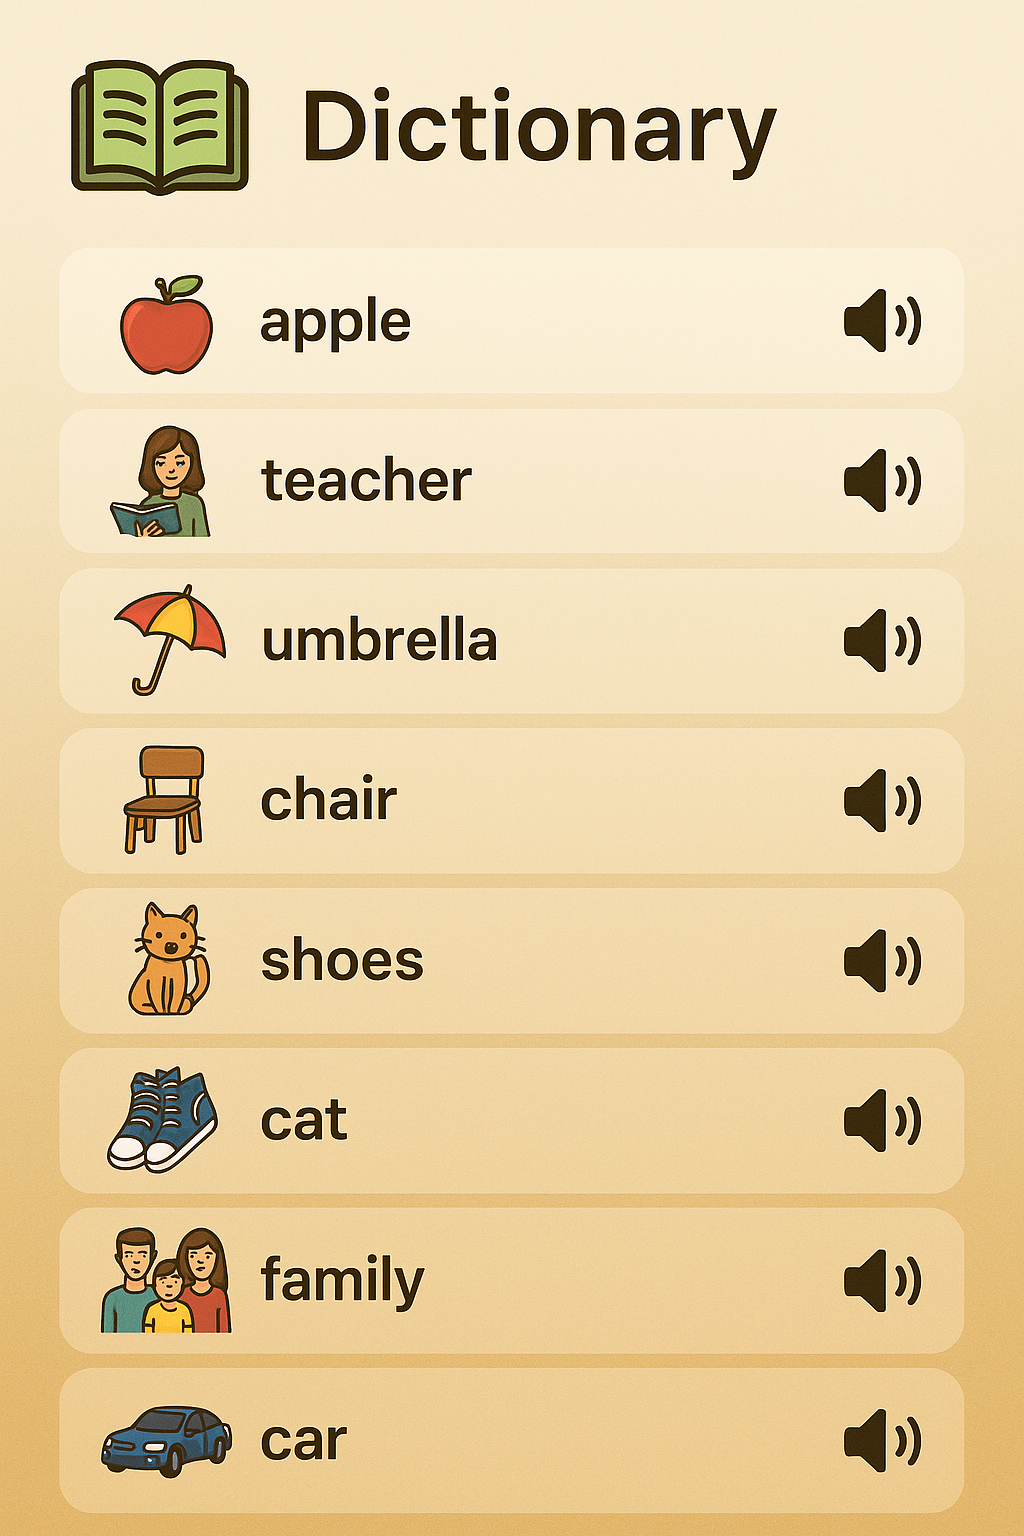 Dictionary
apple
teacher
umbrella
chair
shoes
cat
family
car